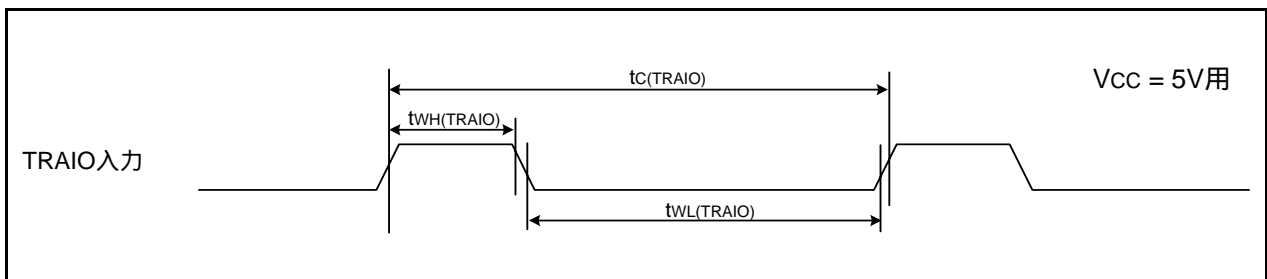 tC(TRAIO)
VCC = 5V用
tWH(TRAIO)
TRAIO入力
tWL(TRAIO)